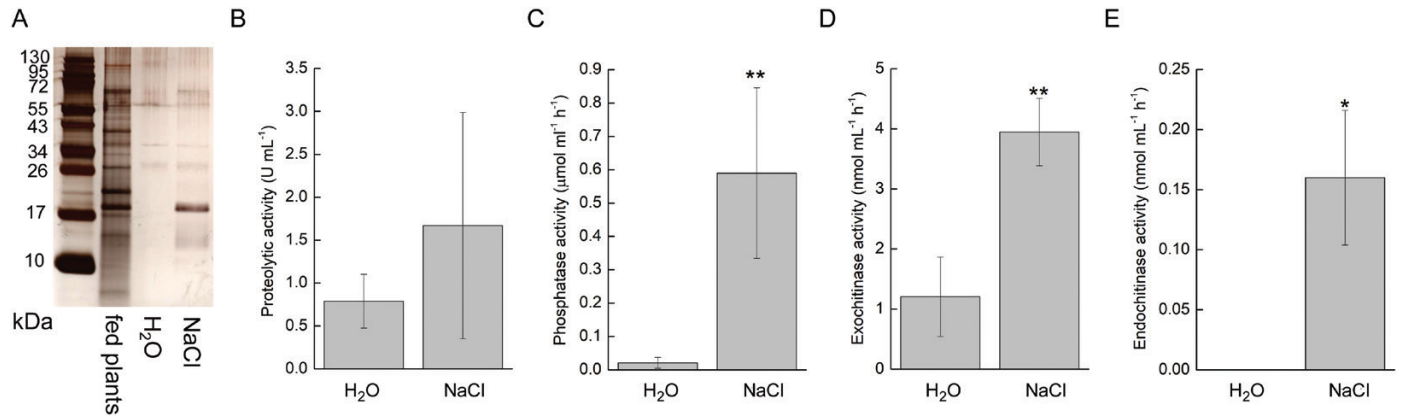 A
130
95
72
55
43
34
26
17
10
kDa
fed plants
H₂O
NaCl
B
Proteolytic activity (U mL⁻¹)
3.5
3.0
2.5
2.0
1.5
1.0
0.5
0.0
H₂O
NaCl
C
Phosphatase activity (μmol ml⁻¹ h⁻¹)
0.9
0.8
0.7
0.6
0.5
0.4
0.3
0.2
0.1
0.0
**
H₂O
NaCl
D
Exochitinase activity (nmol mL⁻¹ h⁻¹)
5
4
3
2
1
0
**
H₂O
NaCl
E
Endochitinase activity (nmol mL⁻¹ h⁻¹)
0.25
0.20
0.15
0.10
0.05
0.00
*
H₂O
NaCl